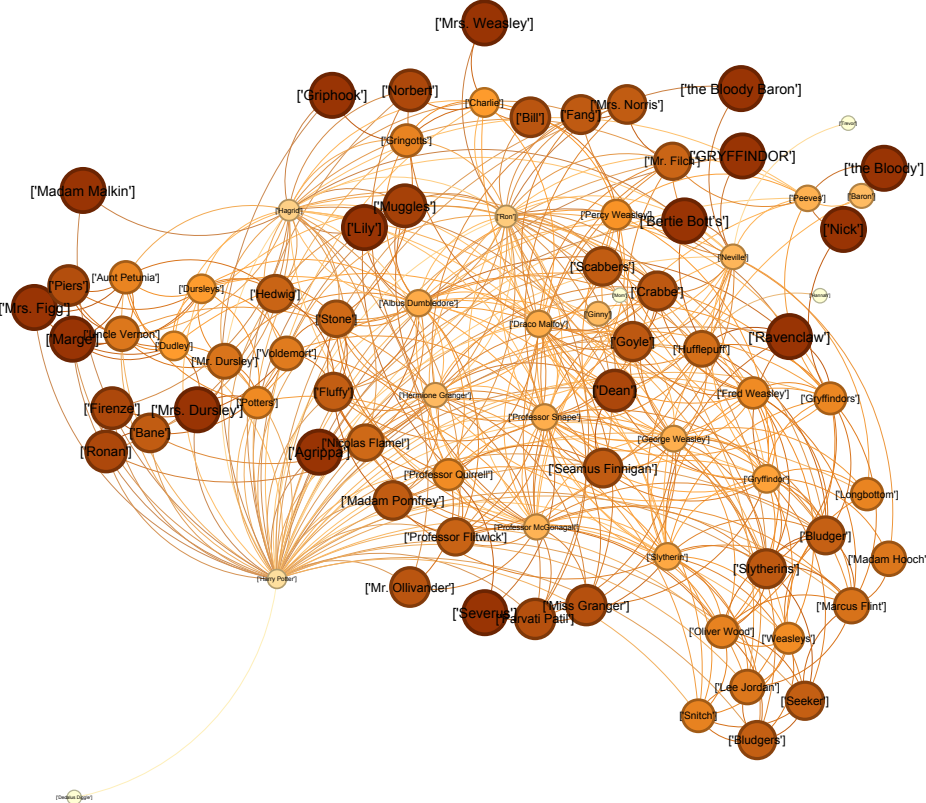 ['Mrs. Weasley']
['Griphook']
['Norbert']
['Charlie']
['Bill']
['Fang']
['Mrs. Norris']
['the Bloody Baron']
['Trevor']
['Gringotts']
['Mr. Filch']
['GRYFFINDOR']
['the Bloody']
['Madam Malkin']
['Hagrid']
['Muggles']
['Lily']
['Ron']
['Percy Weasley']
['Bertie Bott's']
['Peeves']
['Baron']
['Nick']
['Neville']
['Piers']
['Aunt Petunia']
['Dursleys']
['Hedwig']
['Scabbers']
['Crabbe']
['Mom']
['Hannah']
['Mrs. Figg']
['Albus Dumbledore']
['Stone']
['Draco Malfoy']
['Ginny']
['Marge']
['Uncle Vernon']
['Dudley']
['Mr. Dursley']
['Voldemort']
['Goyle']
['Hufflepuff']
['Ravenclaw']
['Firenze']
['Mrs. Dursley']
['Potters']
['Fluffy']
['Hermione Granger']
['Dean']
['Fred Weasley']
['Gryffindors']
['Bane']
['Ronan']
['Agrippa']
['Nicolas Flamel']
['Professor Snape']
['George Weasley']
['Professor Quirrell']
['Seamus Finnigan']
['Gryffindor']
['Longbottom']
['Madam Pomfrey']
['Professor Flitwick']
['Professor McGonagall']
['Bludger']
['Harry Potter']
['Mr. Ollivander']
['Slytherin']
['Slytherins']
['Madam Hooch']
['Severus']
['Parvati Patil']
['Miss Granger']
['Marcus Flint']
['Oliver Wood']
['Weasleys']
['Lee Jordan']
['Seeker']
['Snitch']
['Bludgers']
['Dedalus Diggle']